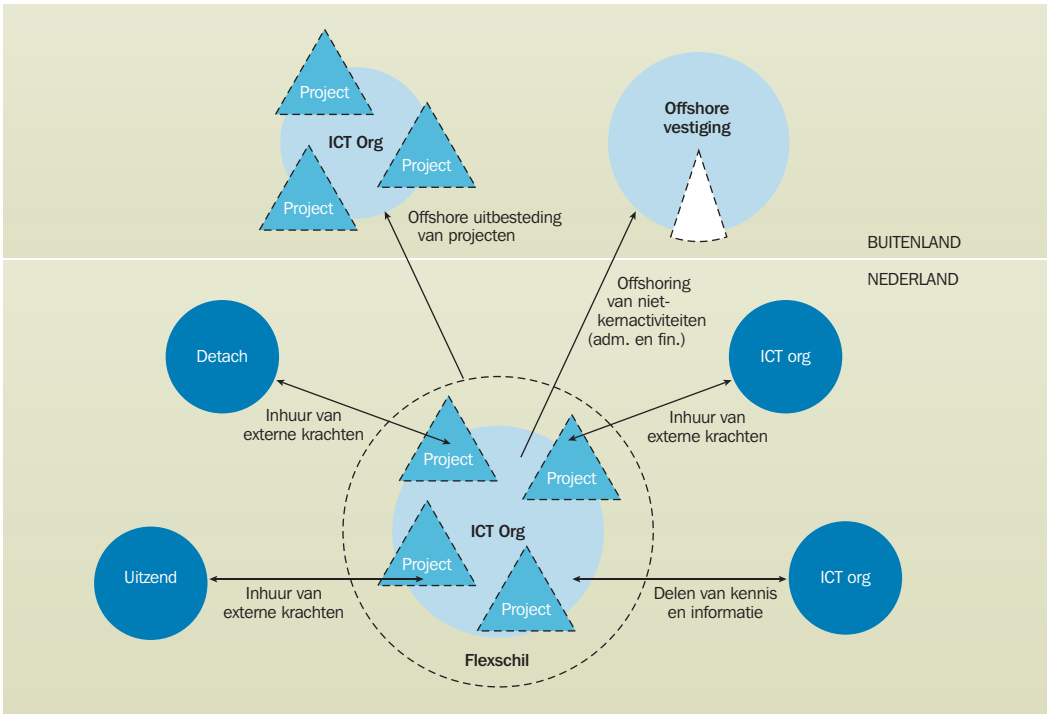 Project
ICT Org
Project
Project
Offshore
vestiging
Offshore uitbesteding
van projecten
BUITENLAND
NEDERLAND
Offshoring
van niet-
kernactiviteiten
(adm. en fin.)
Detach
ICT org
Inhuur van
externe krachten
Inhuur van
externe krachten
Project
Project
ICT Org
Project
Project
Uitzend
Inhuur van
externe krachten
ICT org
Delen van kennis
en informatie
Flexschil